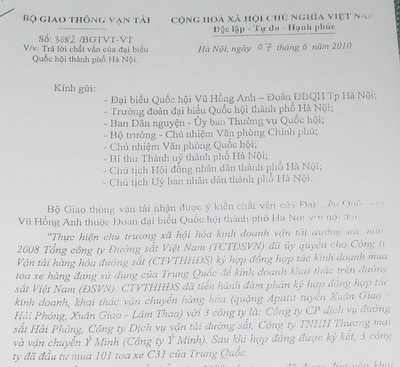 BỘ GIAO THÔNG VẬN TẢI
CỘNG HOÀ XÃ HỘI CHỦ NGHĨA VIỆT NAM
Độc lập - Tự do - Hạnh phúc
Số: 3682 /BGTVT-VT
V/v: Trả lời chất vấn của đại biểu
Quốc hội thành phố Hà Nội.
Hà Nội, ngày 07 tháng 6 năm 2010
Kính gửi:
- Đại biểu Quốc hội Vũ Hồng Anh – Đoàn ĐBQH Tp Hà Nội;
- Trưởng đoàn đại biểu Quốc hội thành phố Hà Nội;
- Ban Dân nguyện - Ủy ban Thường vụ Quốc hội;
- Bộ trưởng - Chủ nhiệm Văn phòng Chính phủ;
- Chủ nhiệm Văn phòng Quốc hội;
- Bí thư Thành uỷ thành phố Hà Nội;
- Chủ tịch Hội đồng nhân dân thành phố Hà Nội;
- Chủ tịch Uỷ ban nhân dân thành phố Hà Nội.
Bộ Giao thông vận tải nhận được ý kiến chất vấn của Đại biểu Quốc hội
Vũ Hồng Anh thuộc Đoàn đại biểu Quốc hội thành phố Hà Nội với nội dung:
"Thực hiện chủ trương xã hội hóa kinh doanh vận tải đường sắt, năm
2008 Tổng công ty Đường sắt Việt Nam (TCTĐSVN) đã ủy quyền cho Công ty
Vận tải hàng hóa đường sắt (CTVTHHĐS) ký hợp đồng hợp tác kinh doanh mua
toa xe hàng đang sử dụng của Trung Quốc để kinh doanh khai thác trên đường
sắt Việt Nam (ĐSVN). CTVTHHĐS đã tiến hành đàm phán ký hợp đồng hợp tác
kinh doanh, khai thác vận chuyển hàng hóa (quặng Apatit tuyến Xuân Giao -
Hải Phòng, Xuân Giao - Lâm Thao) với 3 công ty là: Công ty CP dịch vụ đường
sắt Hải Phòng, Công ty Dịch vụ vận tải đường sắt, Công ty TNHH Thương mại
và vận chuyển Ý Minh (Công ty Ý Minh). Sau khi hợp đồng được ký kết, 3 công
ty đã đầu tư mua 101 toa xe C31 của Trung Quốc.